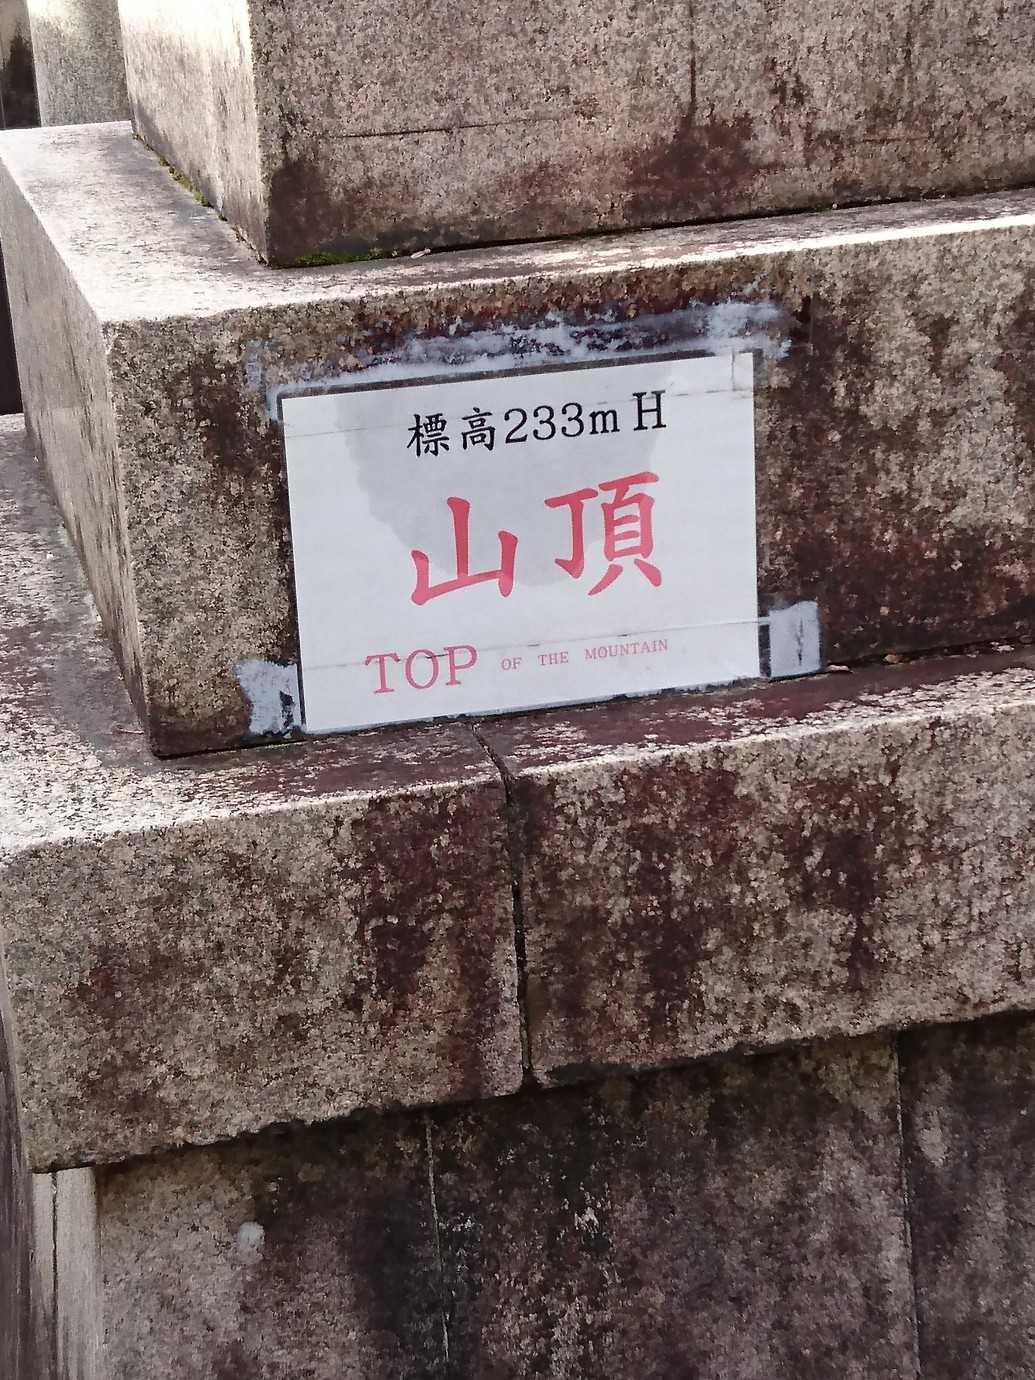 標高233m H
山頂
TOP OF THE MOUNTAIN